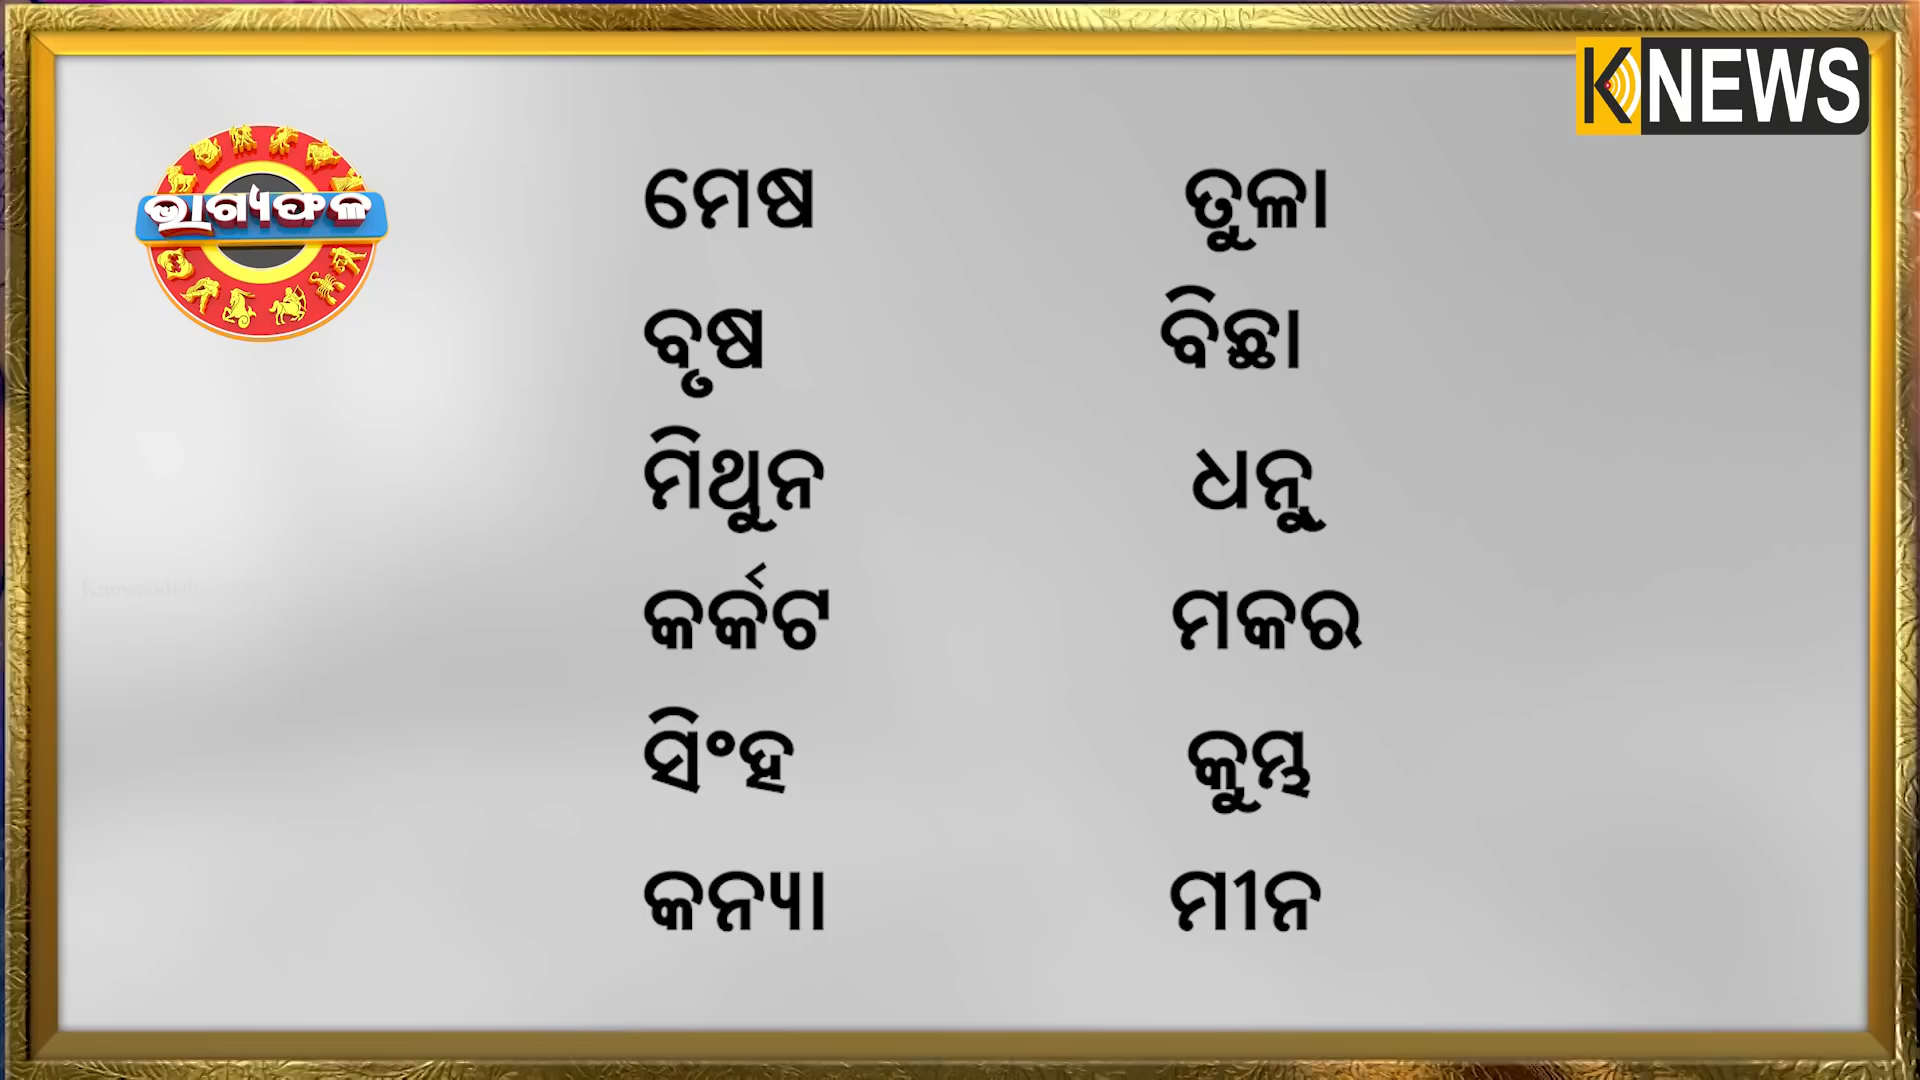 KNEWS
ଭାଗ୍ୟଫଳ
ମେଷ
ବୃଷ
ମିଥୁନ
କର୍କଟ
ସିଂହ
କନ୍ୟା
ତୁଳା
ବିଛା
ଧନୁ
ମକର
କୁମ୍ଭ
ମୀନ